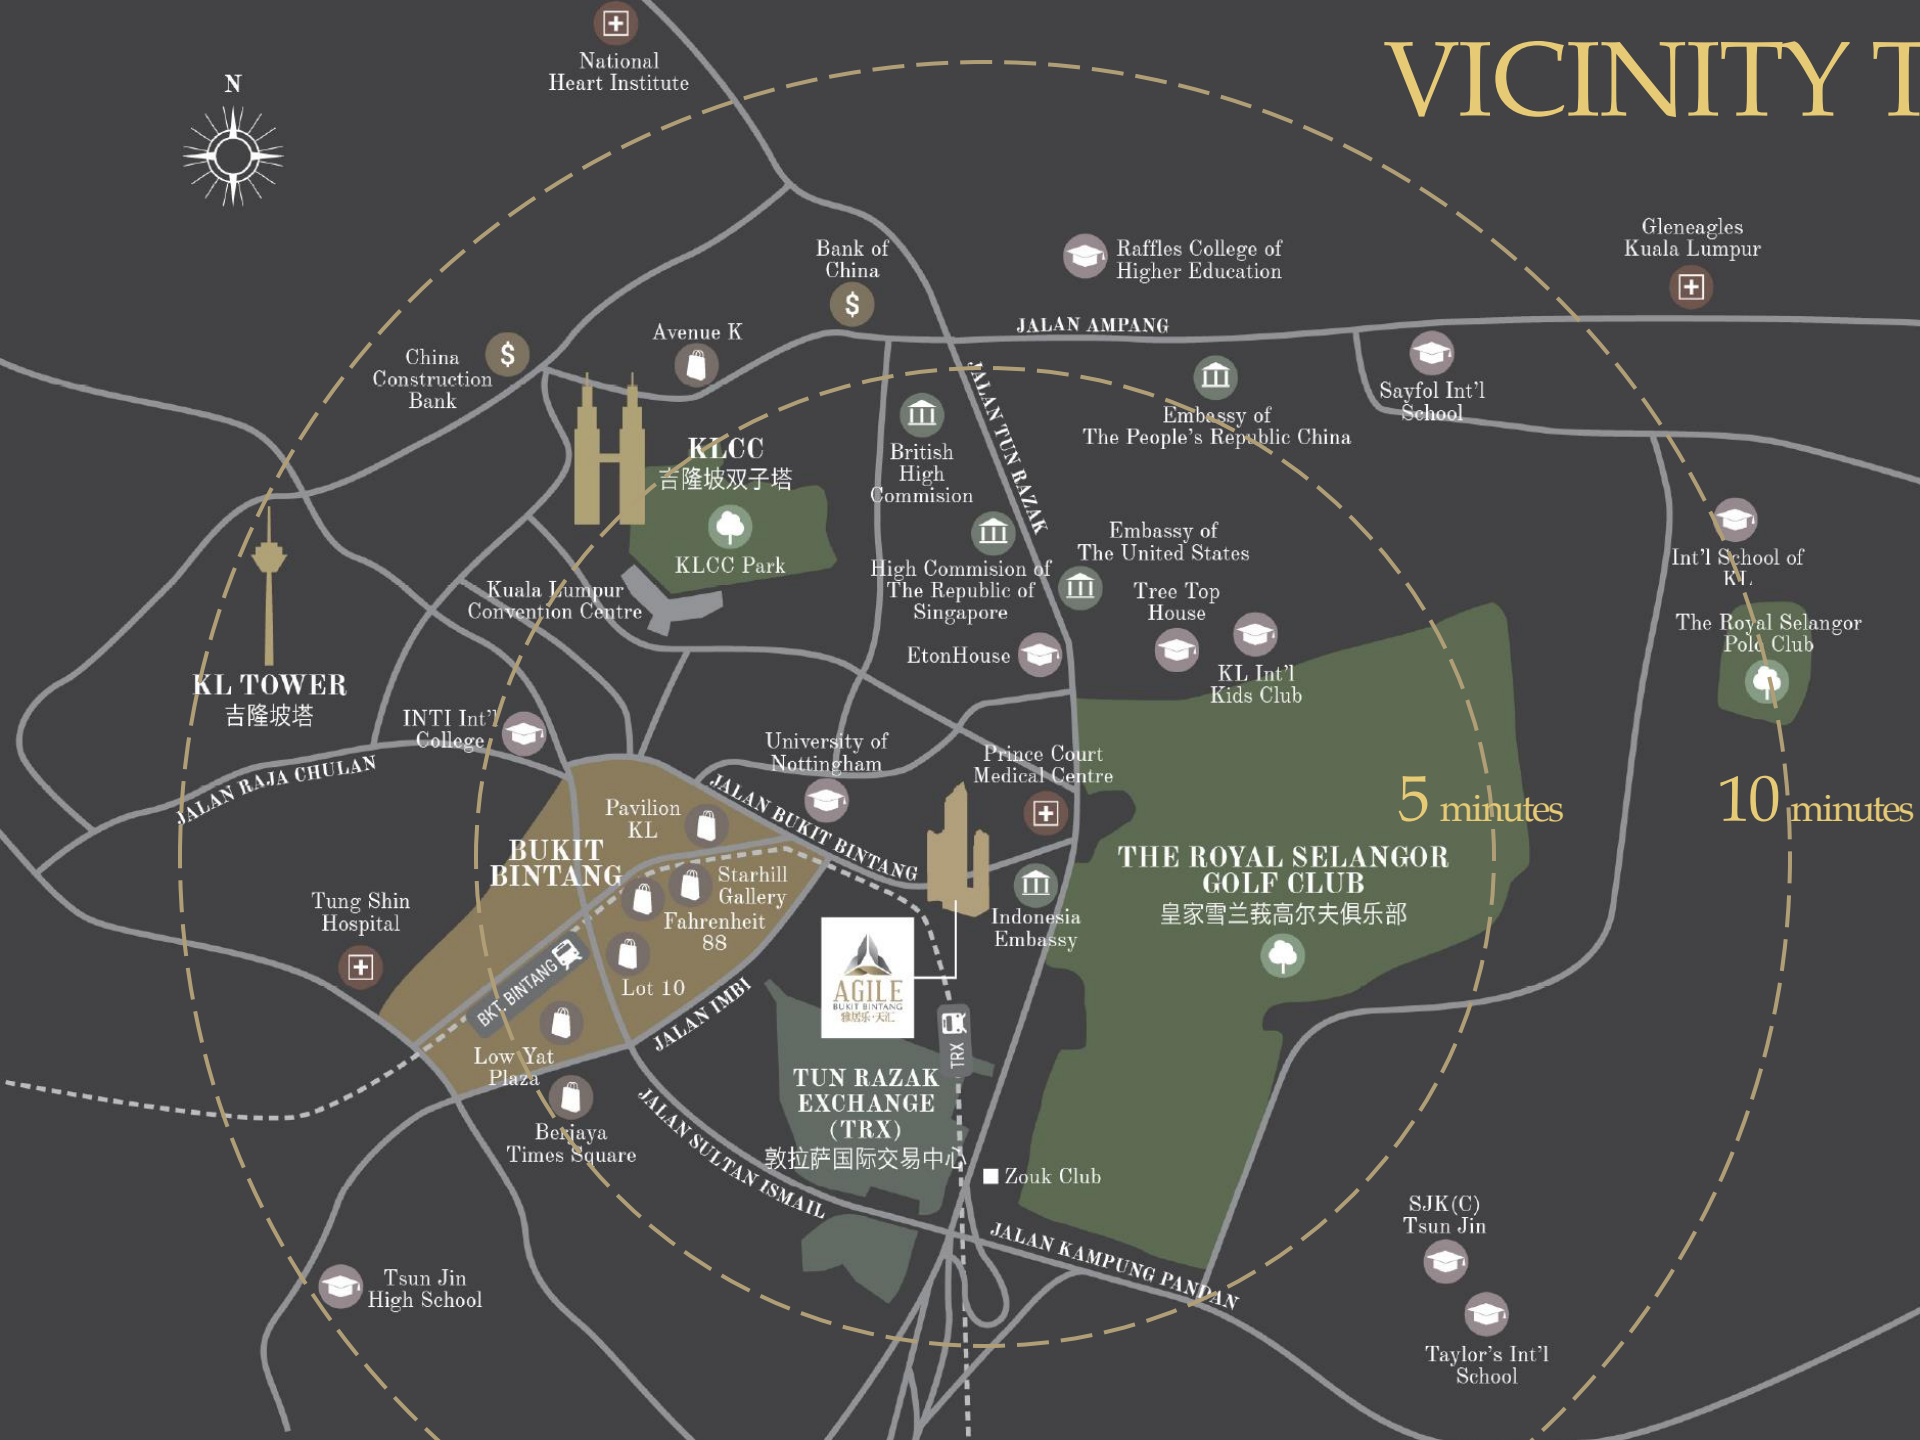 VICINITY T
N
National
Heart Institute
Bank of
China
Raffles College of
Higher Education
Gleneagles
Kuala Lumpur
JALAN AMPANG
Avenue K
China
Construction
Bank
Sayfol Int'l
School
JALAN TUN RAZAK
Embassy of
The People's Republic China
KLCC
吉隆坡双子塔
British
High
Commision
KLCC Park
High Commision of
The Republic of
Singapore
Embassy of
The United States
Tree Top
House
Int'l School of
KL
The Royal Selangor
Polo Club
Kuala Lumpur
Convention Centre
EtonHouse
KL Int'l
Kids Club
KL TOWER
吉隆坡塔
INTI Int'l
College
JALAN RAJA CHULAN
University of
Nottingham
Prince Court
Medical Centre
JALAN BUKIT BINTANG
5 minutes
10 minutes
Pavilion
KL
BUKIT
BINTANG
Starhill
Gallery
Fahrenheit
88
THE ROYAL SELANGOR
GOLF CLUB
皇家雪兰莪高尔夫俱乐部
Tung Shin
Hospital
Indonesia
Embassy
Lot 10
BKT. BINTANG
AGILE
BUKIT BINTANG
雅居乐·天汇
JALAN IMBI
TRX
Low Yat
Plaza
TUN RAZAK
EXCHANGE
(TRX)
敦拉萨国际交易中心
Berjaya
Times Square
JALAN SULTAN ISMAIL
Zouk Club
JALAN KAMPUNG PANDAN
SJK(C)
Tsun Jin
Tsun Jin
High School
Taylor's Int'l
School